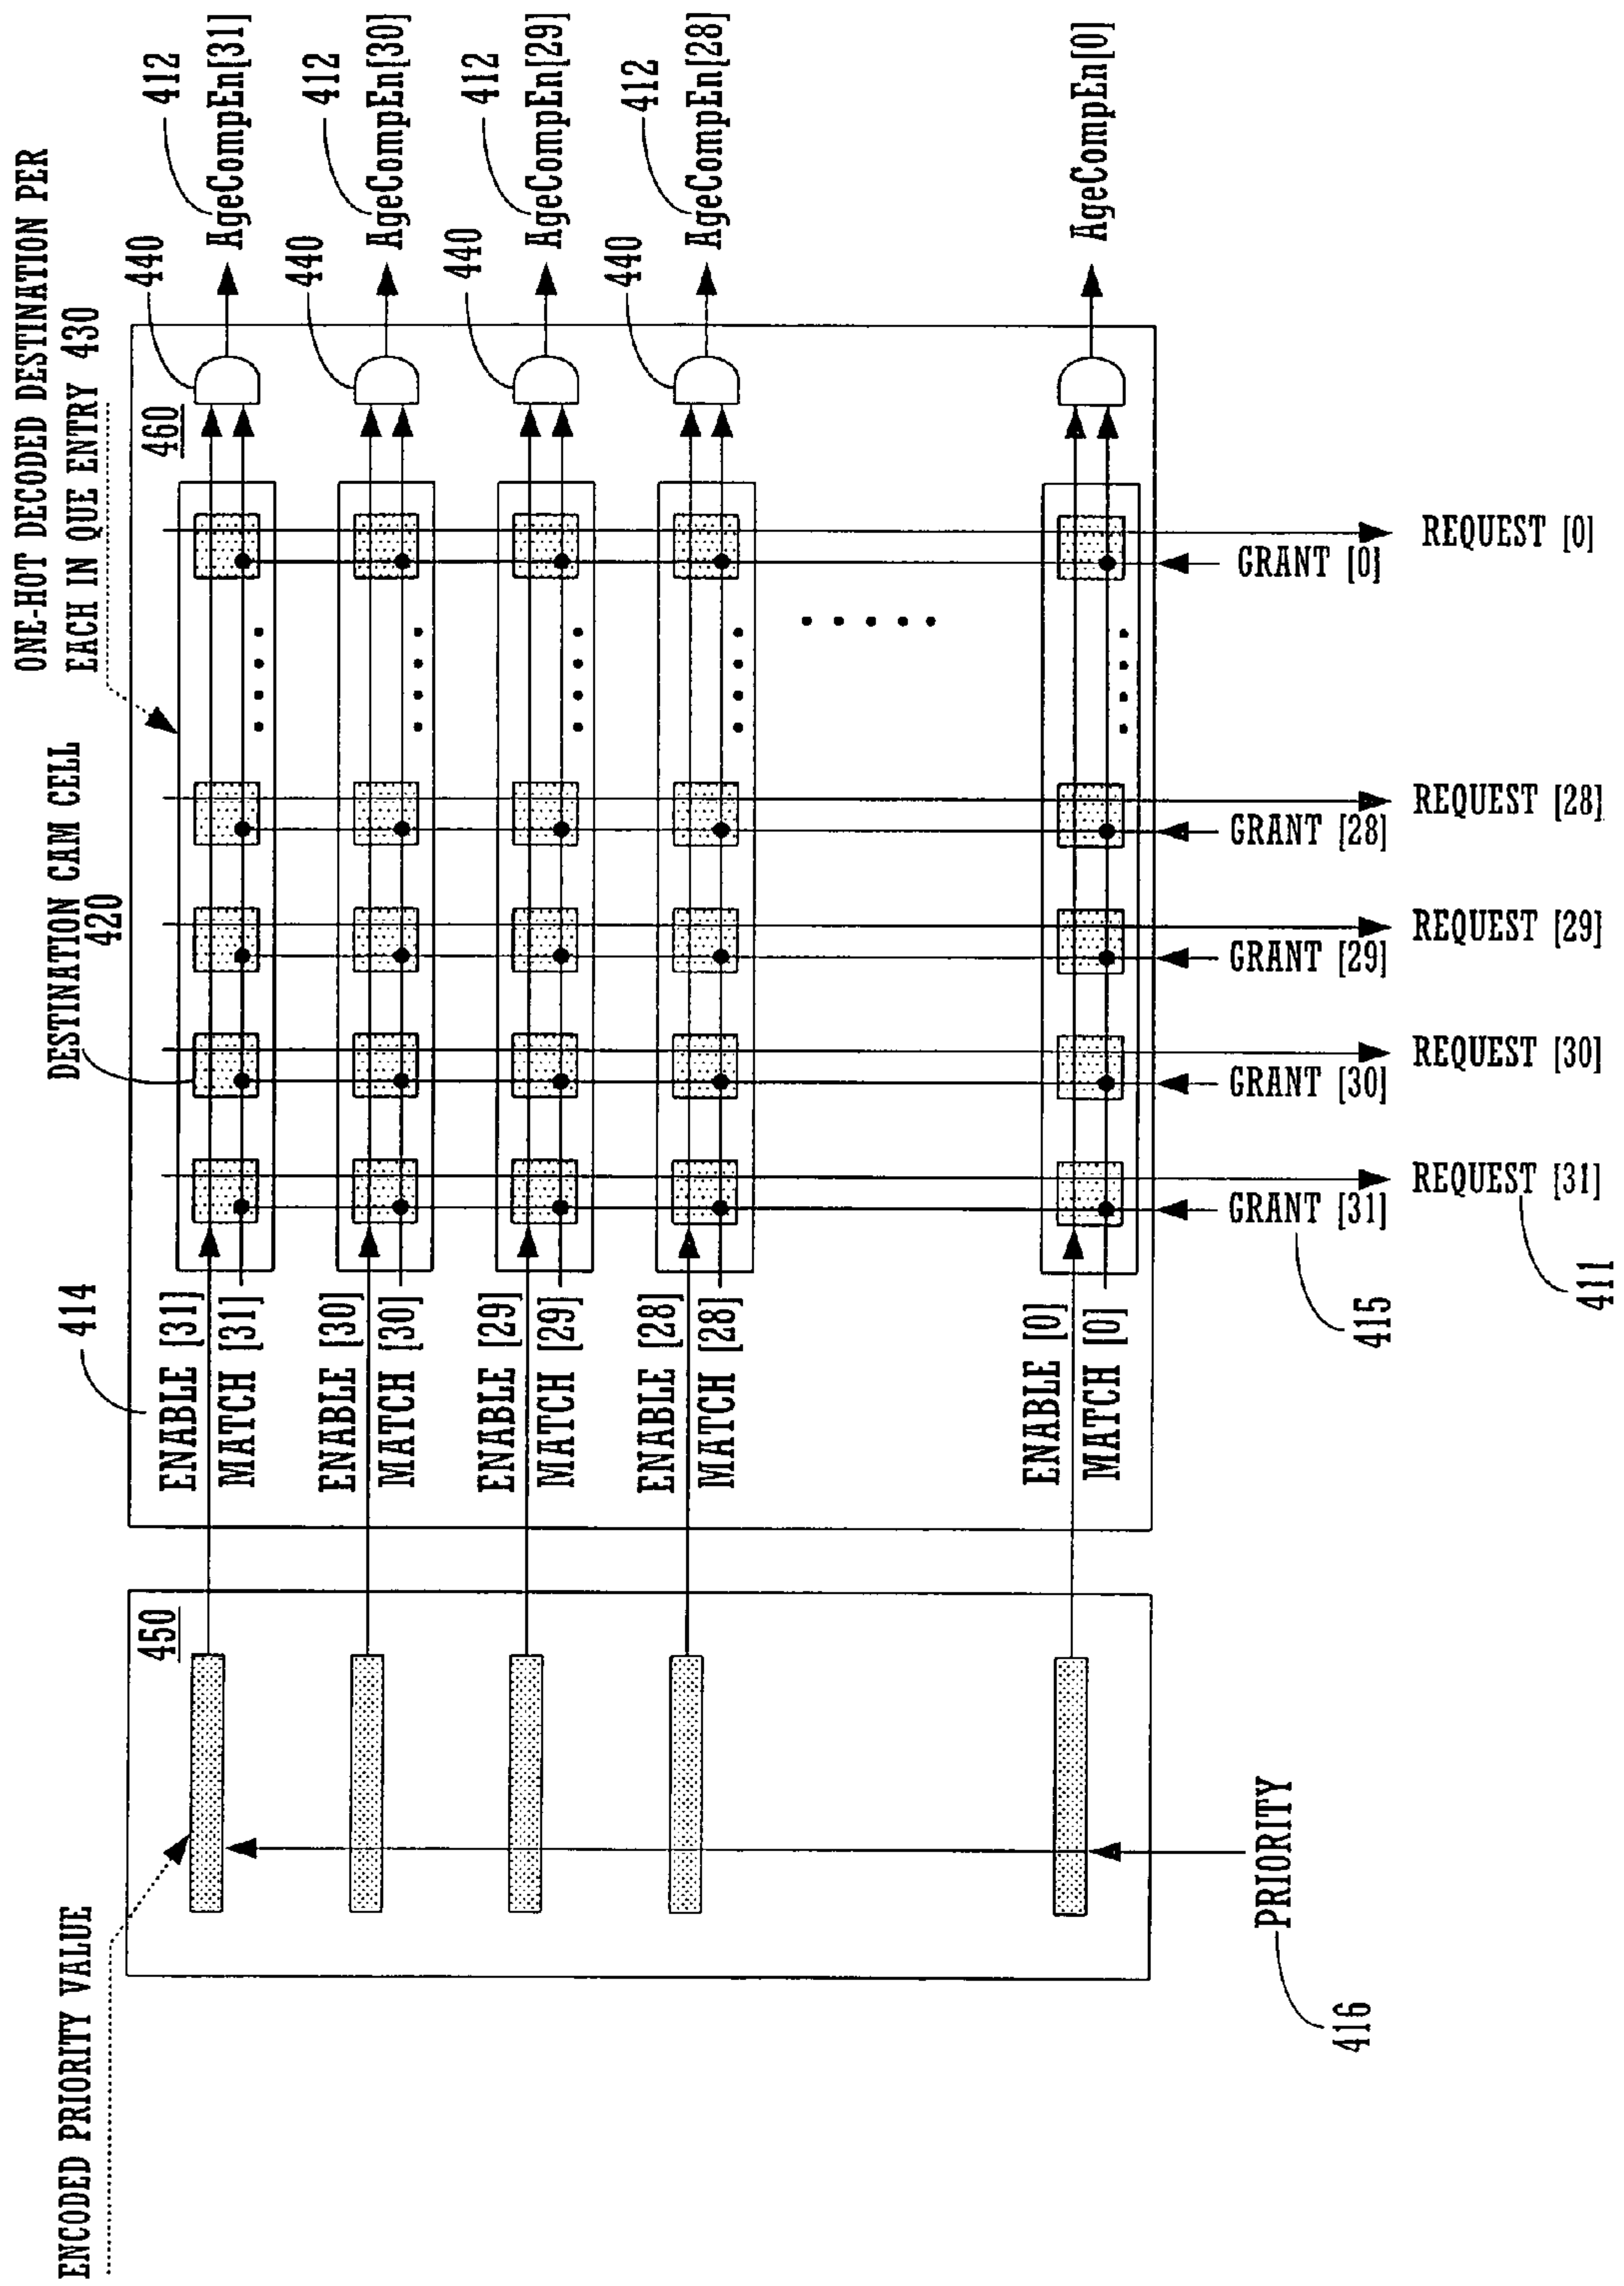 ENCODED PRIORITY VALUE
450
PRIORITY
416
414
ENABLE [31]
MATCH [31]
ENABLE [30]
MATCH [30]
ENABLE [29]
MATCH [29]
ENABLE [28]
MATCH [28]
ENABLE [0]
MATCH [0]
DESTINATION CAM CELL
420
ONE-HOT DECODED DESTINATION PER
EACH IN QUE ENTRY 430
460
440
440
440
440
412
AgeCompEn[31]
412
AgeCompEn[30]
412
AgeCompEn[29]
412
AgeCompEn[28]
AgeCompEn[0]
GRANT [31]
REQUEST [31]
415
411
GRANT [30]
REQUEST [30]
GRANT [29]
REQUEST [29]
GRANT [28]
REQUEST [28]
GRANT [0]
REQUEST [0]